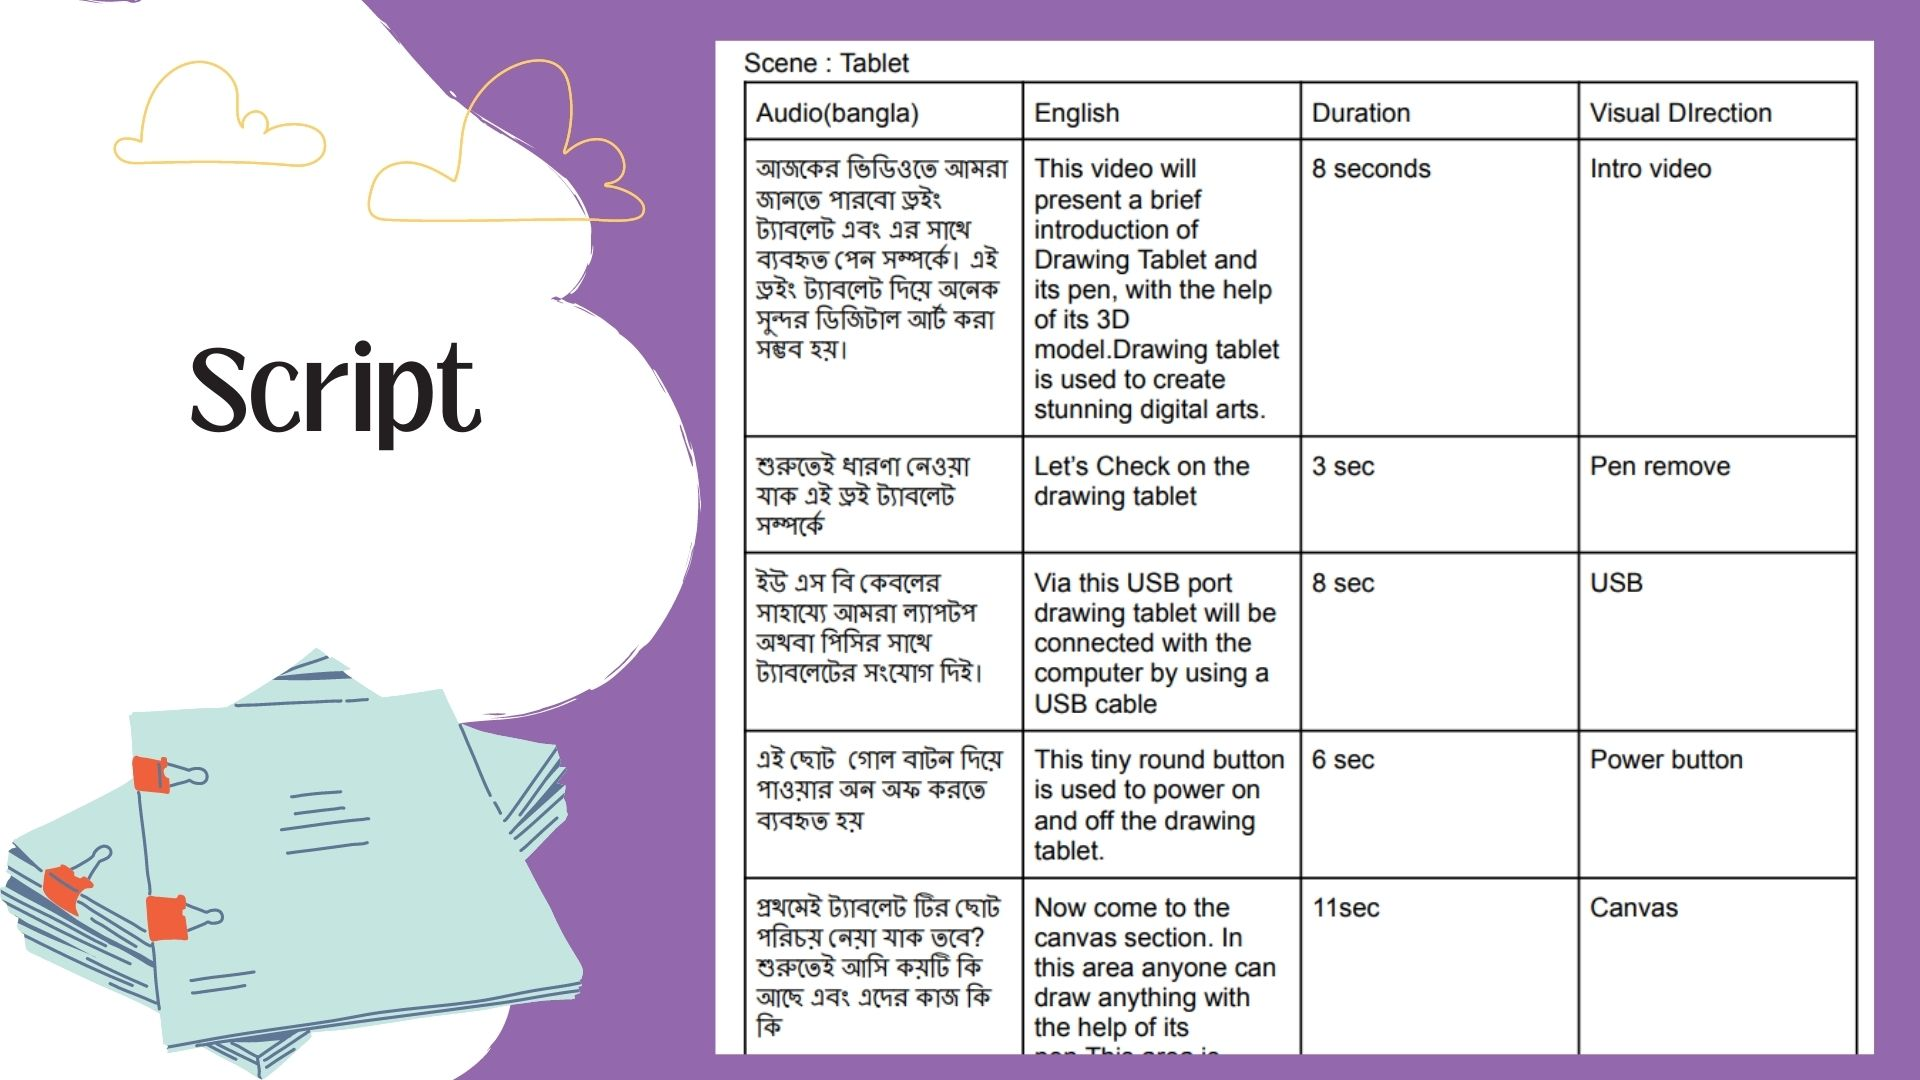 Script
Scene : Tablet
Audio(bangla)
English
Duration
Visual DIrection
আজকের ভিডিওতে আমরা
জানতে পারবো ড্রইং
ট্যাবলেট এবং এর সাথে
ব্যবহৃত পেন সম্পর্কে। এই
ড্রইং ট্যাবলেট দিয়ে অনেক
সুন্দর ডিজিটাল আর্ট করা
সম্ভব হয়।
This video will
present a brief
introduction of
Drawing Tablet and
its pen, with the help
of its 3D
model.Drawing tablet
is used to create
stunning digital arts.
8 seconds
Intro video
শুরুতেই ধারণা নেওয়া
যাক এই ড্রই ট্যাবলেট
সম্পর্কে
Let’s Check on the
drawing tablet
3 sec
Pen remove
ইউ এস বি কেবলের
সাহায্যে আমরা ল্যাপটপ
অথবা পিসির সাথে
ট্যাবলেটের সংযোগ দিই।
Via this USB port
drawing tablet will be
connected with the
computer by using a
USB cable
8 sec
USB
এই ছোট গোল বাটন দিয়ে
পাওয়ার অন অফ করতে
ব্যবহৃত হয়
This tiny round button
is used to power on
and off the drawing
tablet.
6 sec
Power button
প্রথমেই ট্যাবলেট টির ছোট
পরিচয় নেয়া যাক তবে?
শুরুতেই আসি কয়টি কি
আছে এবং এদের কাজ কি
কি
Now come to the
canvas section. In
this area anyone can
draw anything with
the help of its
11sec
Canvas